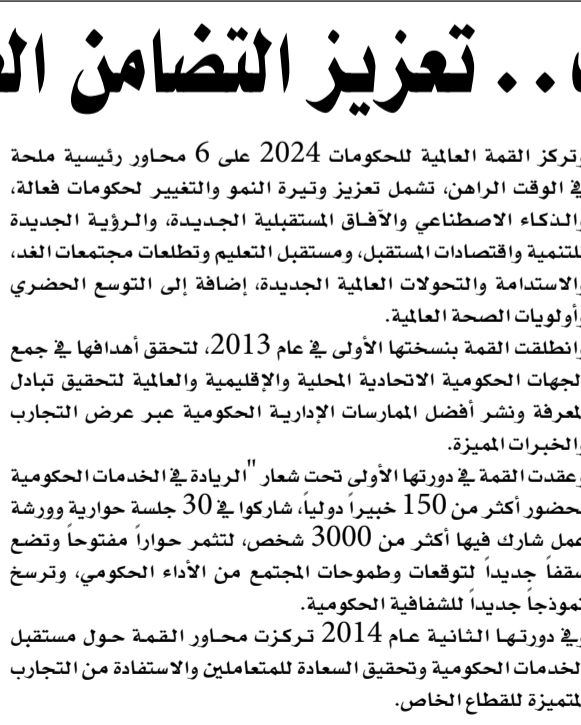 .. تعزيز التضامن
وتركز القمة العالمية للحكومات 2024 على 6 محاور رئيسية ملحة
في الوقت الراهن، تشمل تعزيز وتيرة النمو والتغيير لحكومات فعالة،
والذكاء الاصطناعي والآفاق المستقبلية الجديدة، والرؤية الجديدة
للتنمية واقتصادات المستقبل، ومستقبل التعليم وتطلعات مجتمعات الغد،
والاستدامة والتحولات العالمية الجديدة، إضافة إلى التوسع الحضري
وأولويات الصحة العالمية.
وانطلقت القمة بنسختها الأولى في عام 2013، لتحقق أهدافها في جمع
الجهات الحكومية الاتحادية المحلية والإقليمية والعالمية لتحقيق تبادل
المعرفة ونشر أفضل الممارسات الإدارية الحكومية عبر عرض التجارب
والخبرات المميزة.
وعقدت القمة في دورتها الأولى تحت شعار "الريادة في الخدمات الحكومية
بحضور أكثر من 150 خبيراً دولياً، شاركوا في 30 جلسة حوارية وورشة
عمل شارك فيها أكثر من 3000 شخص، لتثمر حواراً مفتوحاً وتضع
سقفاً جديداً لتوقعات وطموحات المجتمع من الأداء الحكومي، وترسخ
نموذجاً جديداً للشفافية الحكومية.
وفي دورتها الثانية عام 2014 تركزت محاور القمة حول مستقبل
الخدمات الحكومية وتحقيق السعادة للمتعاملين والاستفادة من التجارب
المتميزة للقطاع الخاص.